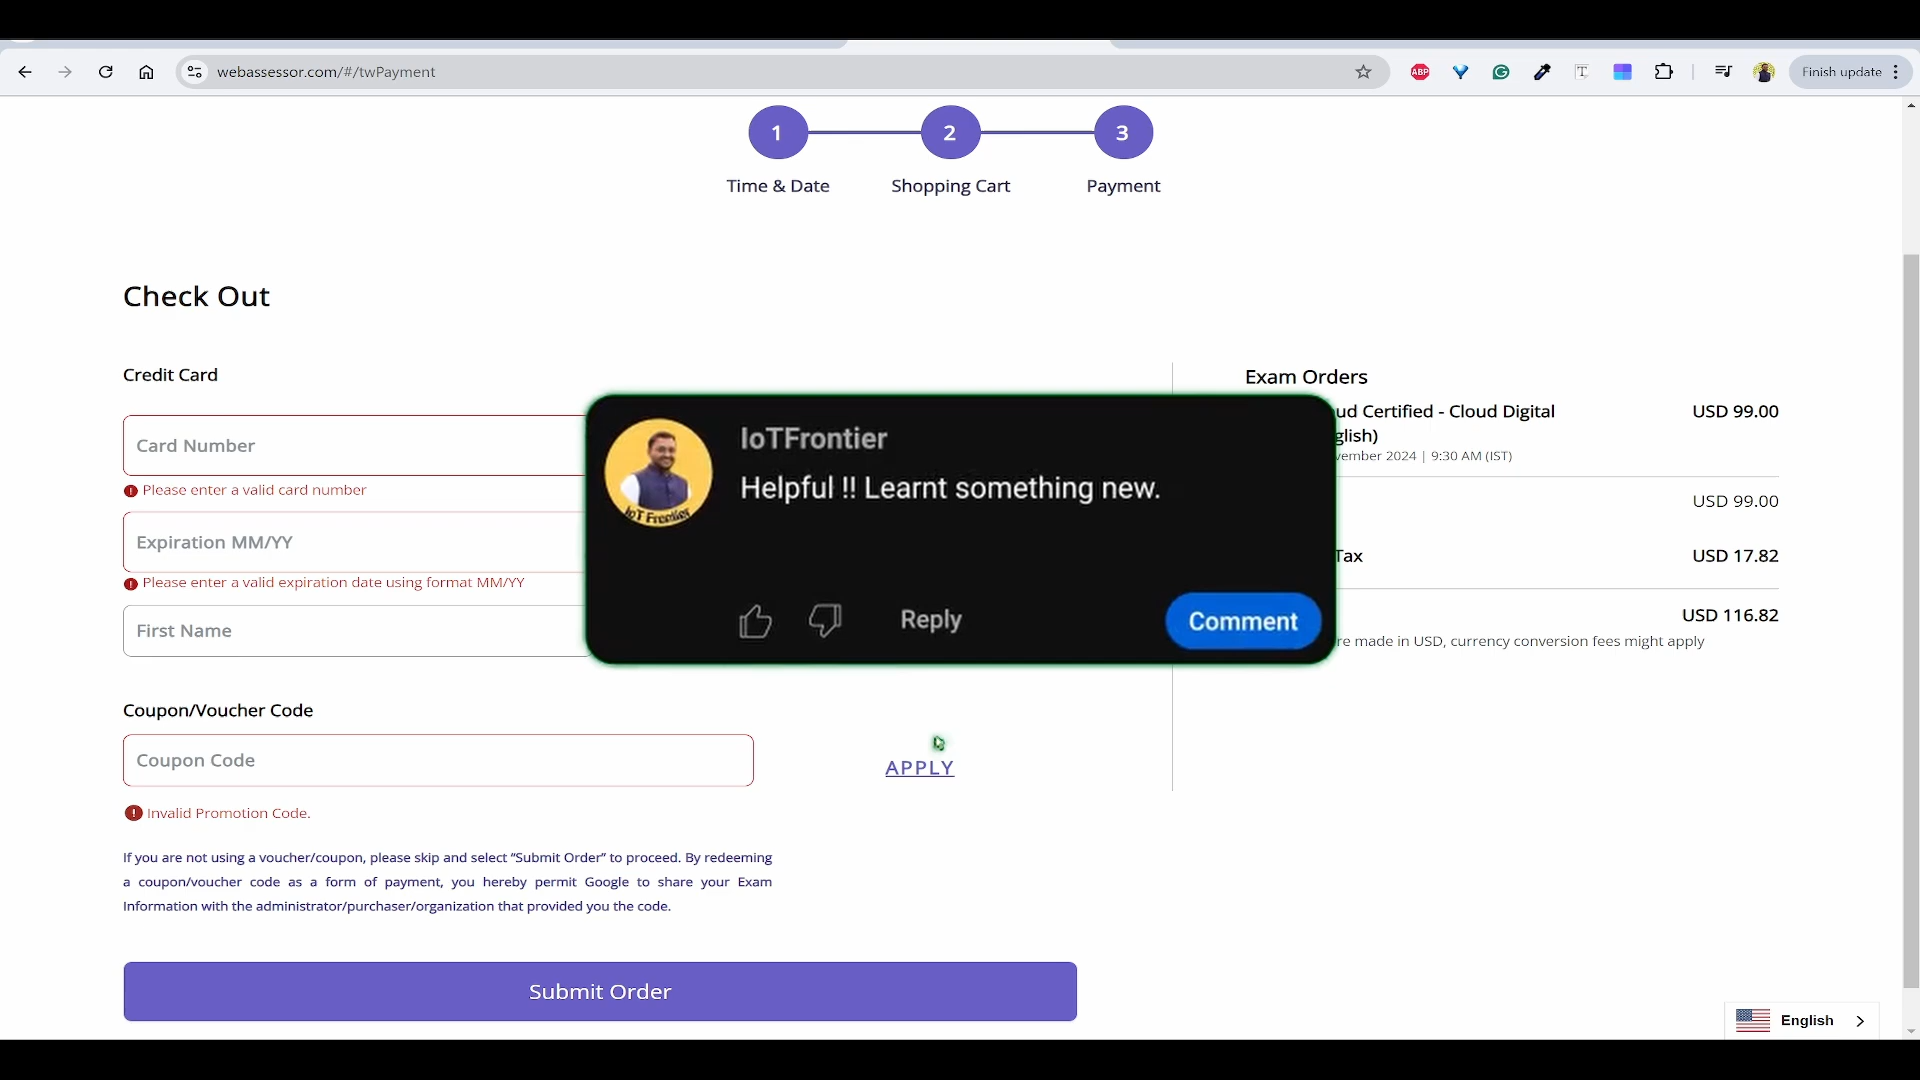 webassessor.com/#/twPayment
ABP
T
Finish update
1
2
3
Time & Date
Shopping Cart
Payment
Check Out
Credit Card
Card Number
Please enter a valid card number
Expiration MM/YY
Please enter a valid expiration date using format MM/YY
First Name
Coupon/Voucher Code
Coupon Code
APPLY
Invalid Promotion Code.
If you are not using a voucher/coupon, please skip and select “Submit Order” to proceed. By redeeming
a coupon/voucher code as a form of payment, you hereby permit Google to share your Exam
Information with the administrator/purchaser/organization that provided you the code.
Submit Order
IoTFrontier
IoT Frontier
Helpful !! Learnt something new.
Reply
Comment
Exam Orders
Certified - Cloud Digital
USD 99.00
2024 | 9:30 AM (IST)
USD 99.00
Tax
USD 17.82
USD 116.82
made in USD, currency conversion fees might apply
English